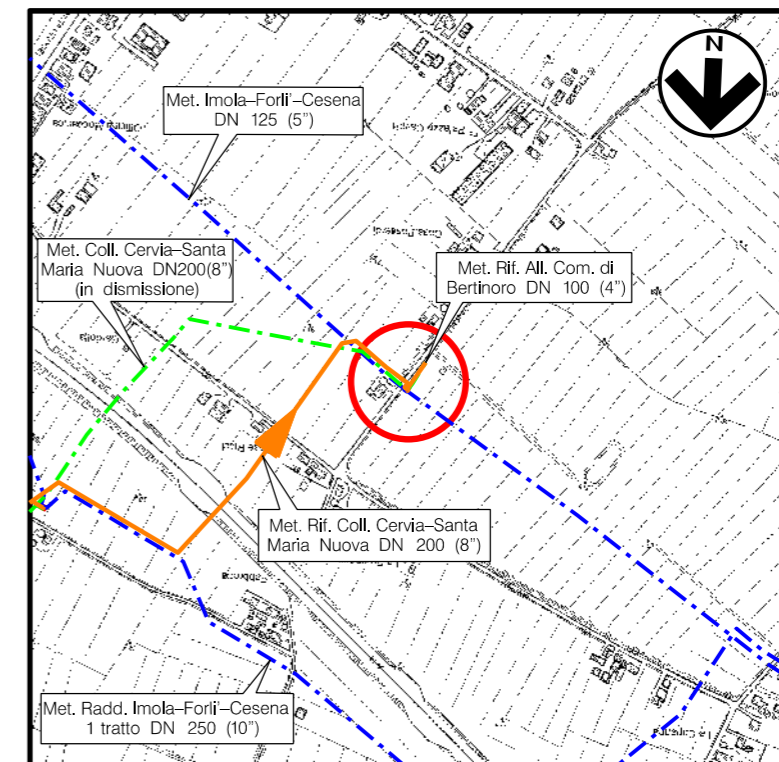 N
Met. Imola-Forli'-Cesena
DN 125 (5")
Met. Coll. Cervia-Santa
Maria Nuova DN200(8")
(in dismissione)
Met. Rif. All. Com. di
Bertinoro DN 100 (4")
Met. Rif. Coll. Cervia-Santa
Maria Nuova DN 200 (8")
Met. Radd. Imola-Forli'-Cesena
1 tratto DN 250 (10")